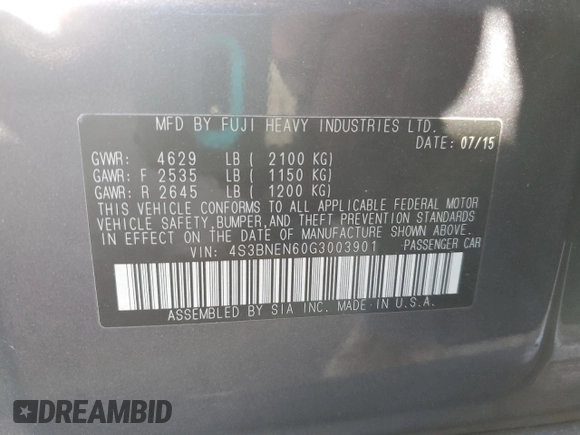 MFD BY FUJI HEAVY INDUSTRIES LTD.
DATE: 07/15
GVWR: 4629 LB ( 2100 KG)
GAWR: F 2535 LB ( 1150 KG)
GAWR: R 2645 LB ( 1200 KG)
THIS VEHICLE CONFORMS TO ALL APPLICABLE FEDERAL MOTOR
VEHICLE SAFETY, BUMPER, AND THEFT PREVENTION STANDARDS
IN EFFECT ON THE DATE OF MANUFACTURE SHOWN ABOVE.
VIN: 4S3BNEN60G3003901 PASSENGER CAR
ASSEMBLED BY SIA INC. MADE IN U.S.A.
DREAMBID